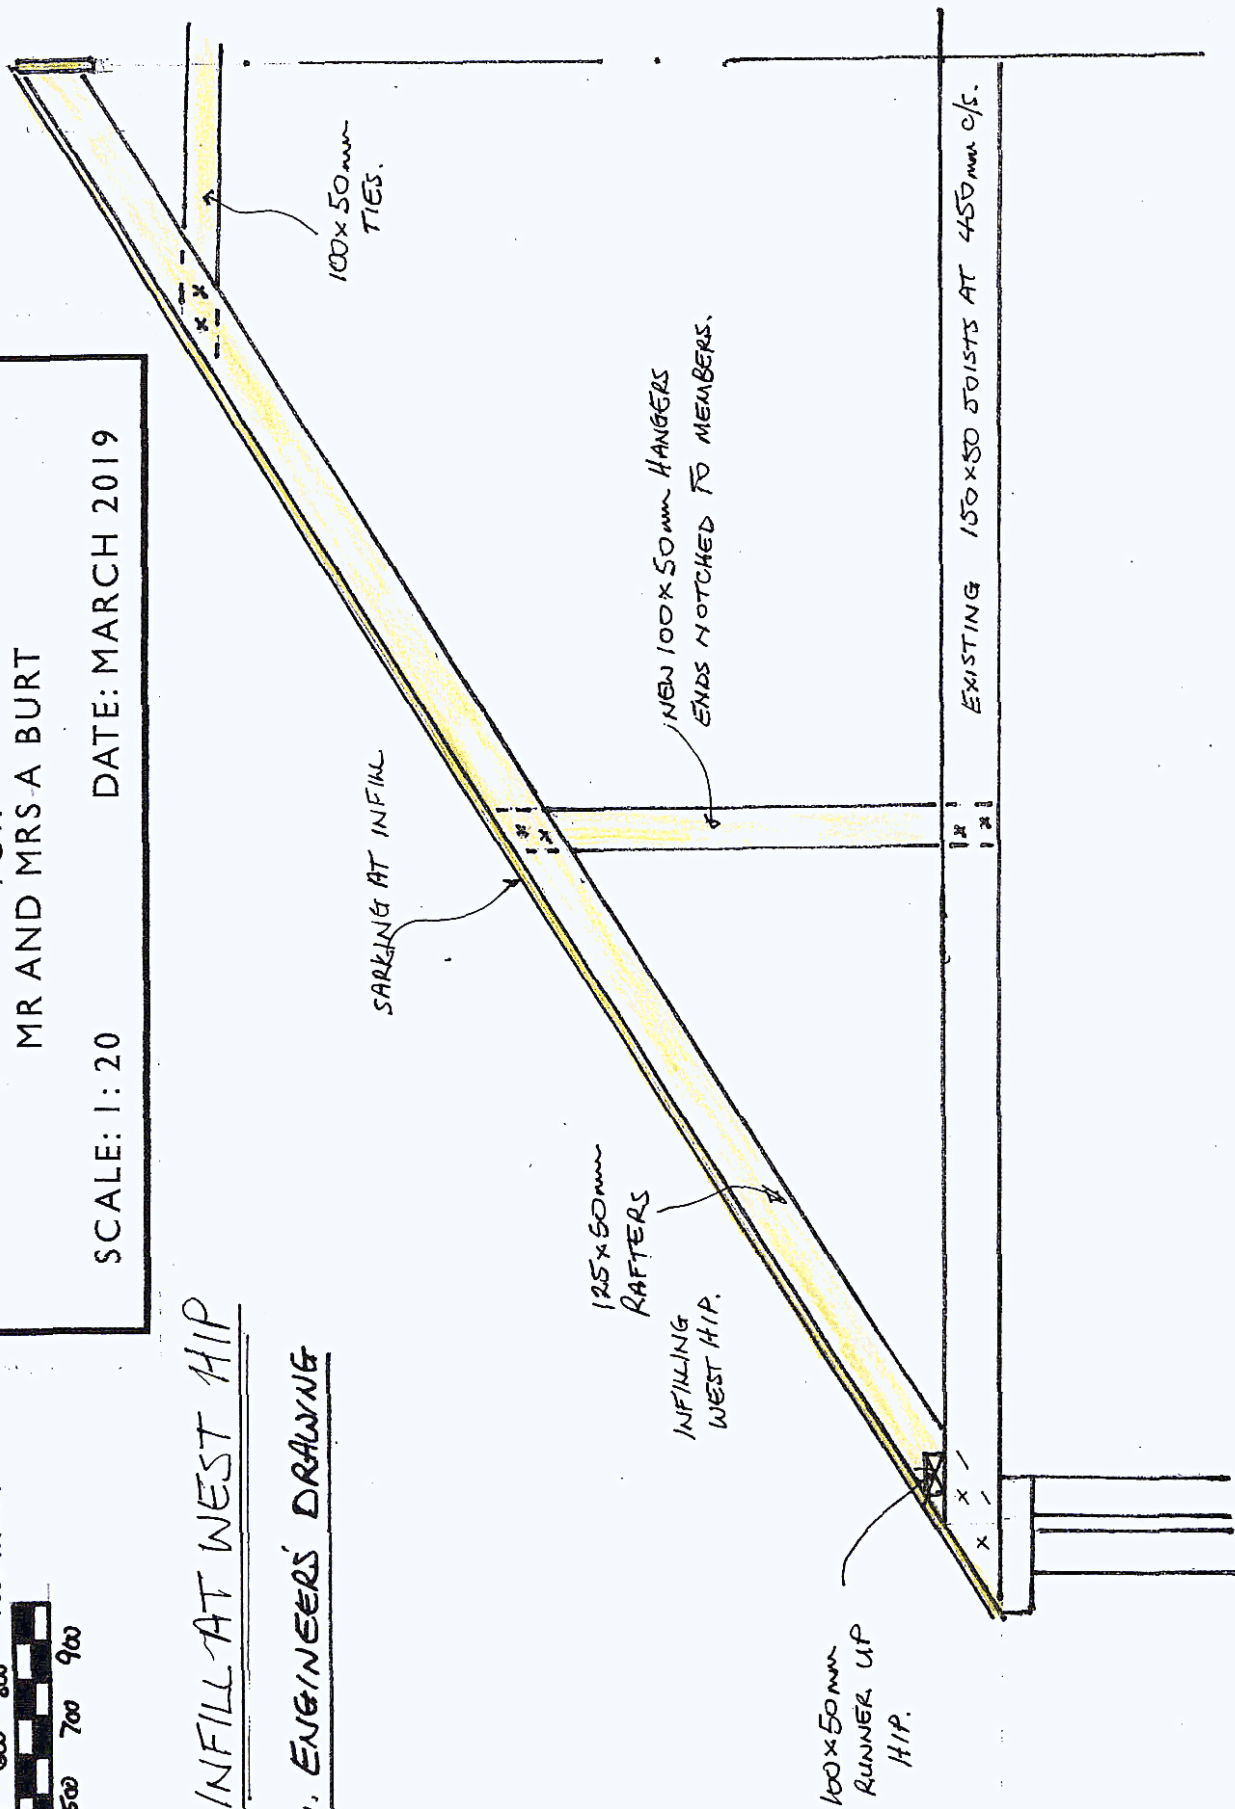 MR AND MRS A BURT
SCALE: 1:20 DATE: MARCH 2019
800
500 700 900
INFILL AT WEST HIP
ENGINEERS' DRAWING
100x50mm
TIES.
SARKING AT INFILL
NEW 100x50mm HANGERS
ENDS NOTCHED TO MEMBERS.
125x50mm
RAFTERS
INFILLING
WEST HIP.
EXISTING 150x50 JOISTS AT 450mm C/S.
100x50mm
RUNNER UP
HIP.